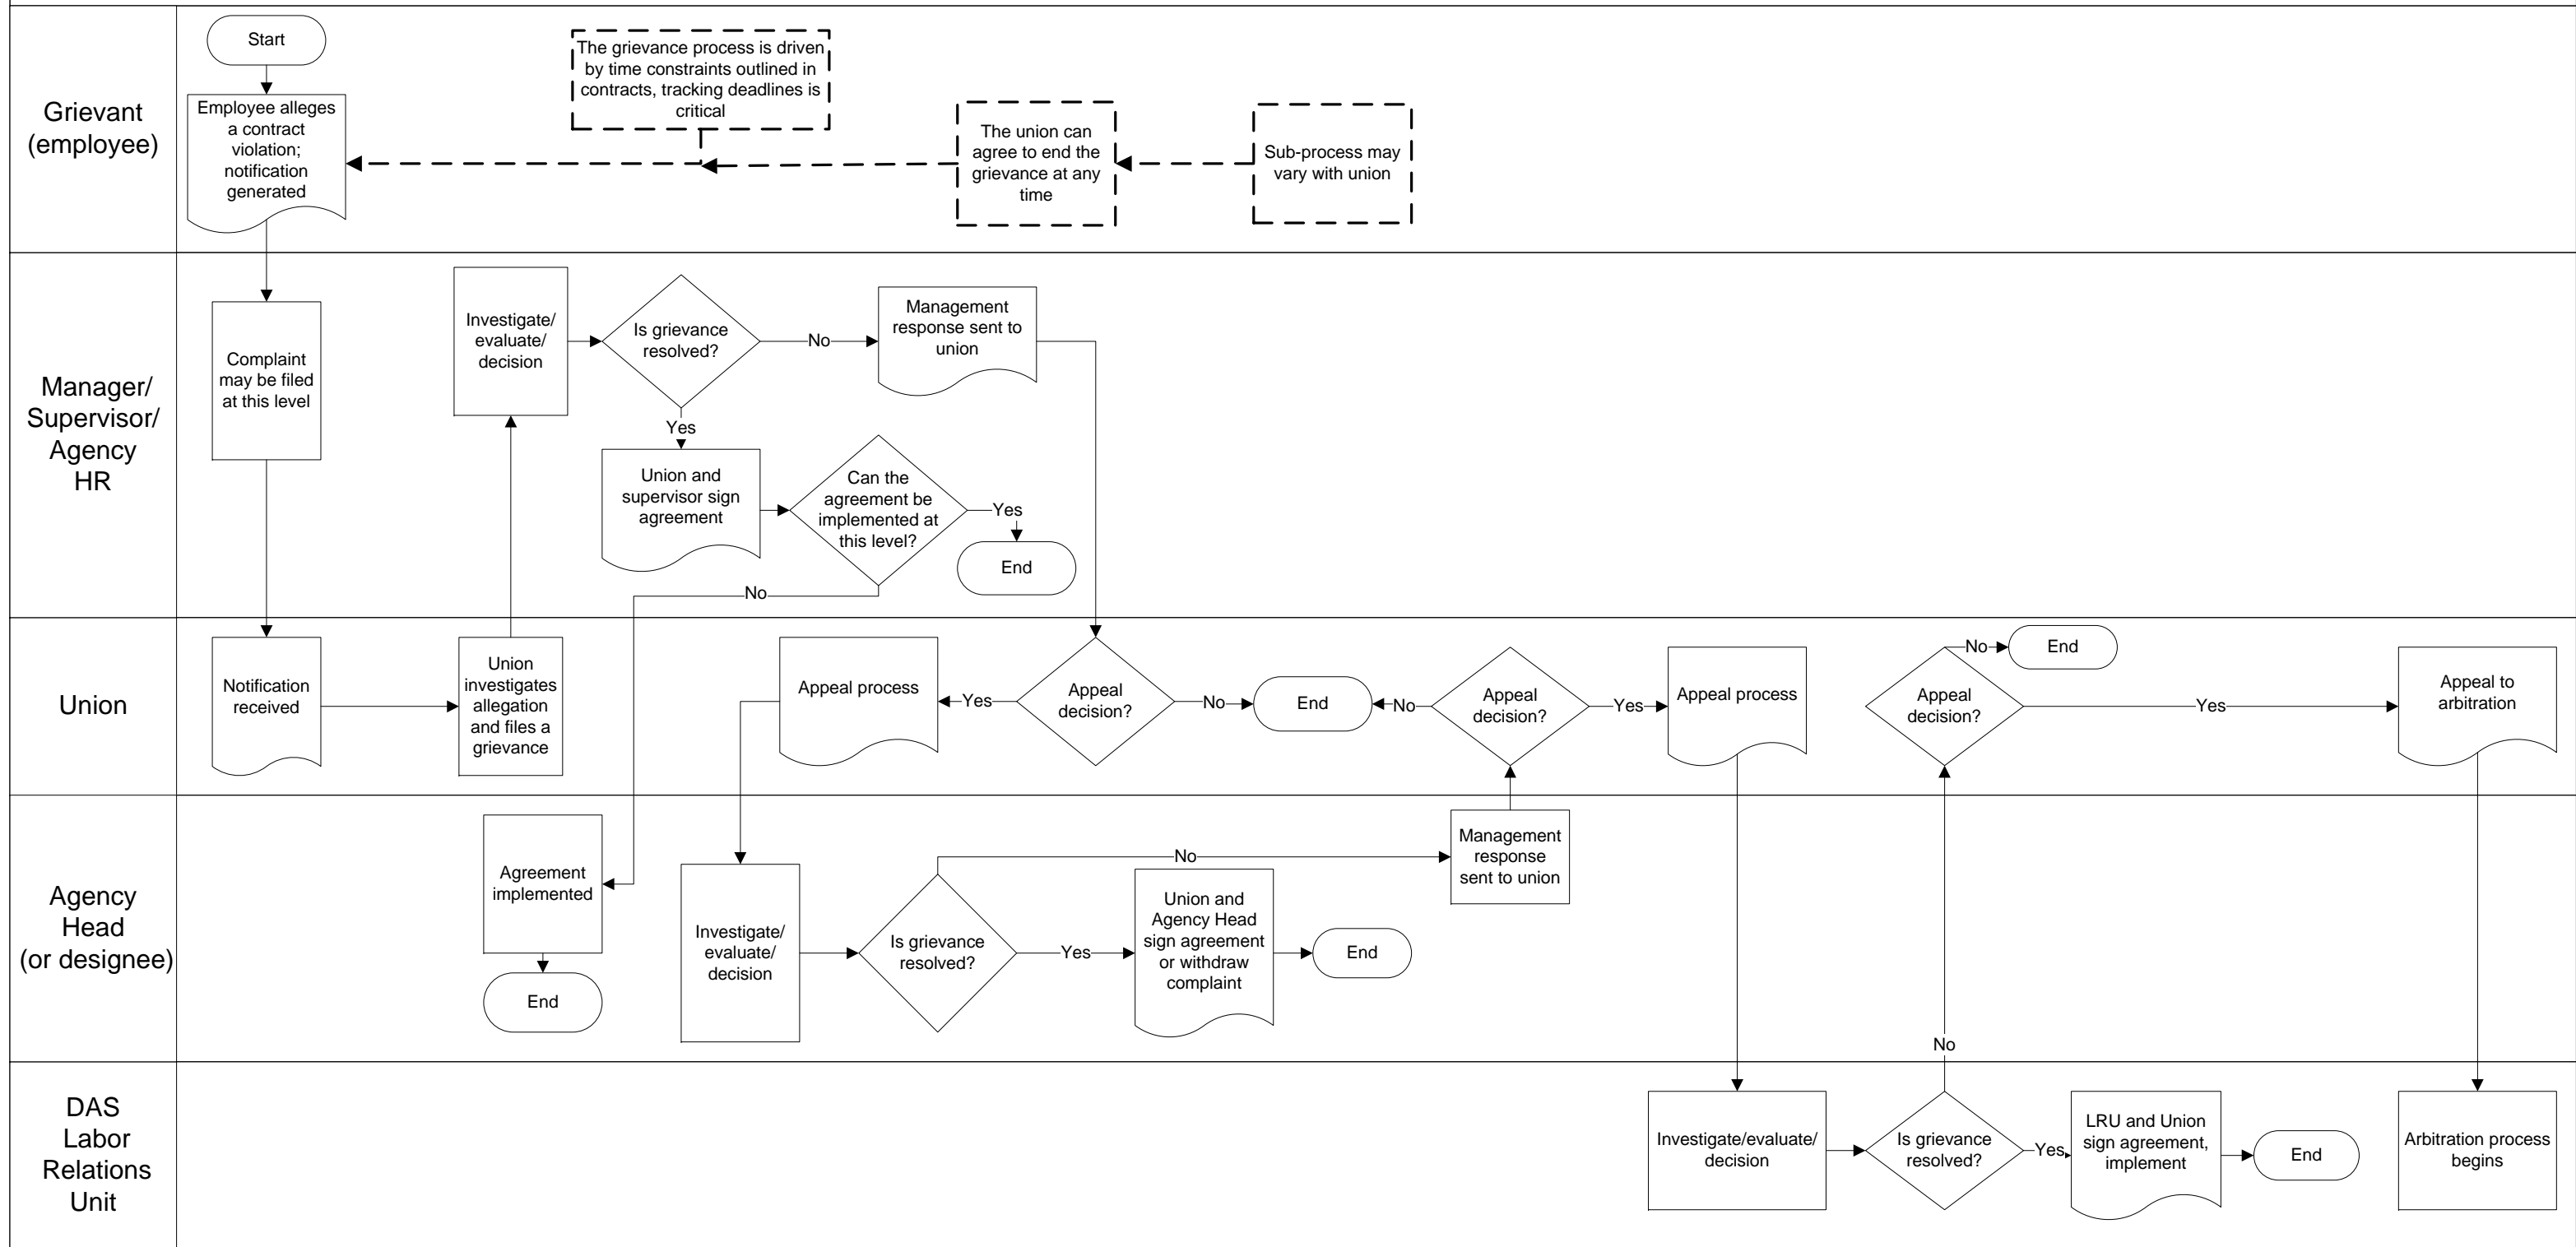 Grievant
(employee)
Start
Employee alleges
a contract
violation;
notification
generated
The grievance process is driven
by time constraints outlined in
contracts, tracking deadlines is
critical
The union can
agree to end the
grievance at any
time
Sub-process may
vary with union
Manager/
Supervisor/
Agency
HR
Complaint
may be filed
at this level
Investigate/
evaluate/
decision
Is grievance
resolved?
No
Management
response sent to
union
Yes
Union and
supervisor sign
agreement
Can the
agreement be
implemented at
this level?
Yes
End
No
Union
Notification
received
Union
investigates
allegation
and files a
grievance
Appeal process
Yes
Appeal
decision?
No
End
No
Appeal
decision?
Yes
Appeal process
Appeal
decision?
No
End
Yes
Appeal to
arbitration
Agency
Head
(or designee)
Agreement
implemented
End
Investigate/
evaluate/
decision
Is grievance
resolved?
No
Yes
Union and
Agency Head
sign agreement
or withdraw
complaint
End
Management
response
sent to union
No
DAS
Labor
Relations
Unit
Investigate/evaluate/
decision
Is grievance
resolved?
Yes
LRU and Union
sign agreement,
implement
End
Arbitration process
begins